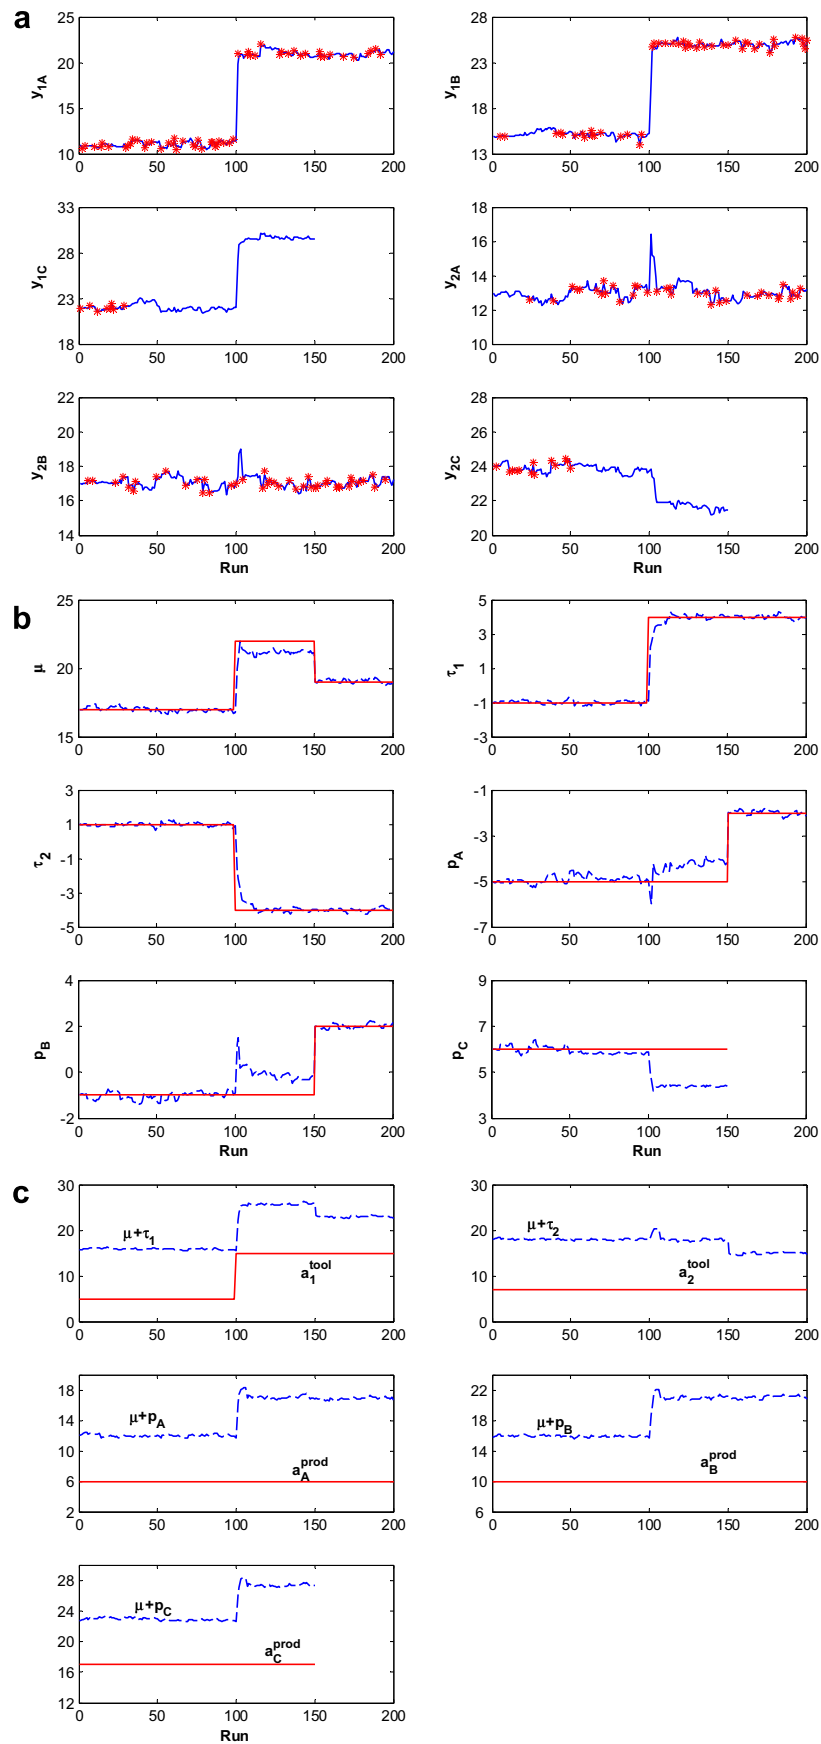 a
25 20 15 10
y1A
0 50 100 150 200
28 23 18 13
y1B
0 50 100 150 200
33 28 23 18
y1C
0 50 100 150 200
18 16 14 12 10
y2A
0 50 100 150 200
22 20 18 16 14
y2B
0 50 100 150 200
Run
28 26 24 22 20
y2C
0 50 100 150 200
Run
b
25 20 15
μ
0 50 100 150 200
5 3 1 -1 -3
τ1
0 50 100 150 200
3 1 -1 -3 -5
τ2
0 50 100 150 200
-1 -3 -5 -7
pA
0 50 100 150 200
4 2 0 -2
pB
0 50 100 150 200
Run
9 7 5 3
pC
0 50 100 150 200
Run
c
30 20 10 0
μ+τ1
a1tool
0 50 100 150 200
30 20 10 0
μ+τ2
a2tool
0 50 100 150 200
18 14 10 6 2
μ+pA
aAprod
0 50 100 150 200
22 18 14 10 6
μ+pB
aBprod
0 50 100 150 200
28 24 20 16 12
μ+pC
aCprod
0 50 100 150 200
Run